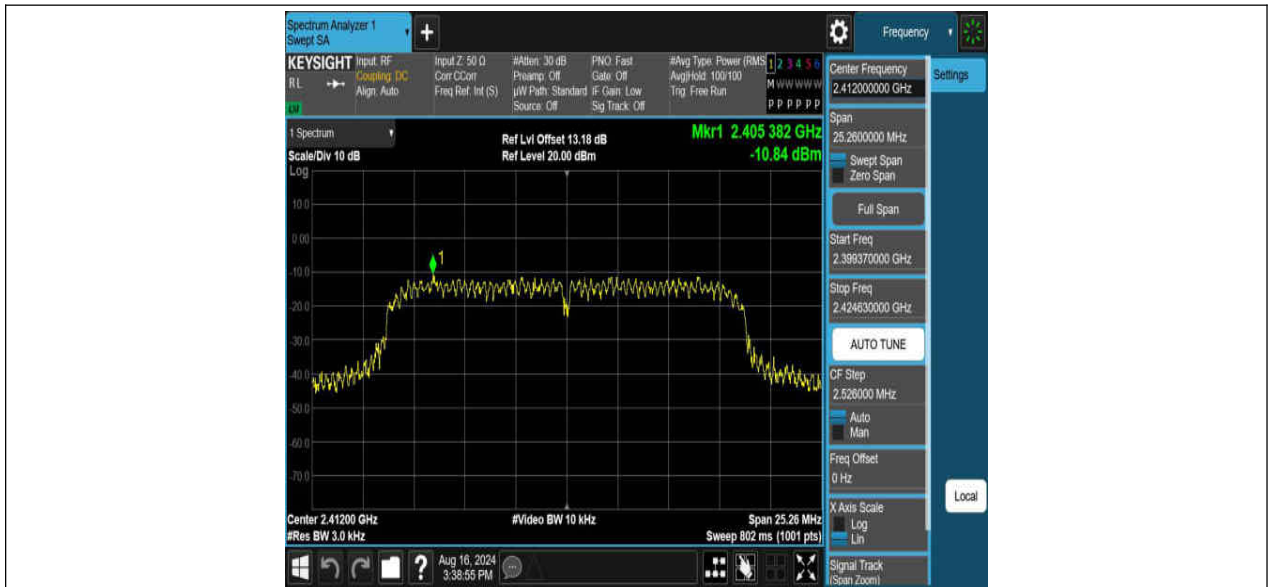 Spectrum Analyzer 1
Swept SA
+
Frequency
KEYSIGHT
RL
Input: RF
Coupling: DC
Align: Auto
Input Z: 50 Ω
Corr CCorr
Freq Ref: Int (S)
#Atten: 30 dB
Preamp: Off
µW Path: Standard
Source: Off
PNO: Fast
Gate: Off
IF Gain: Low
Sig Track: Off
#Avg Type: Power (RMS
Avg|Hold: 100/100
Trig: Free Run
1 2 3 4 5 6
M W W W W W
P P P P P P
1 Spectrum
Scale/Div 10 dB
Log
Ref Lvl Offset 13.18 dB
Ref Level 20.00 dBm
Mkr1 2.405 382 GHz
-10.84 dBm
10.0
0.00
-10.0
-20.0
-30.0
-40.0
-50.0
-60.0
-70.0
1
Center 2.41200 GHz
#Res BW 3.0 kHz
#Video BW 10 kHz
Span 25.26 MHz
Sweep 802 ms (1001 pts)
?
Aug 16, 2024
3:38:55 PM
Center Frequency
2.412000000 GHz
Span
25.2600000 MHz
Swept Span
Zero Span
Full Span
Start Freq
2.399370000 GHz
Stop Freq
2.424630000 GHz
AUTO TUNE
CF Step
2.526000 MHz
Auto
Man
Freq Offset
0 Hz
X Axis Scale
Log
Lin
Signal Track
(Span Zoom)
Settings
Local